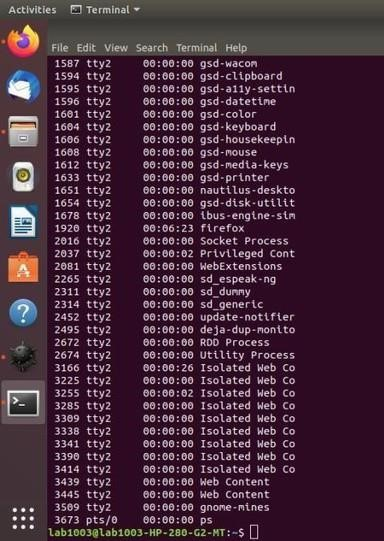 Activities Terminal
File Edit View Search Terminal Help
1587 tty2 00:00:00 gsd-wacom
1594 tty2 00:00:00 gsd-clipboard
1595 tty2 00:00:00 gsd-a11y-settin
1596 tty2 00:00:00 gsd-datetime
1601 tty2 00:00:00 gsd-color
1604 tty2 00:00:00 gsd-keyboard
1606 tty2 00:00:00 gsd-housekeepin
1608 tty2 00:00:00 gsd-mouse
1612 tty2 00:00:00 gsd-media-keys
1633 tty2 00:00:00 gsd-printer
1651 tty2 00:00:00 nautilus-deskto
1654 tty2 00:00:00 gsd-disk-utilit
1678 tty2 00:00:00 ibus-engine-sim
1920 tty2 00:06:23 firefox
2016 tty2 00:00:00 Socket Process
2037 tty2 00:00:02 Privileged Cont
2081 tty2 00:00:00 WebExtensions
2265 tty2 00:00:00 sd_espeak-ng
2311 tty2 00:00:00 sd_dummy
2314 tty2 00:00:00 sd_generic
2452 tty2 00:00:00 update-notifier
2495 tty2 00:00:00 deja-dup-monito
2672 tty2 00:00:00 RDD Process
2674 tty2 00:00:00 Utility Process
3166 tty2 00:00:26 Isolated Web Co
3225 tty2 00:00:00 Isolated Web Co
3255 tty2 00:00:02 Isolated Web Co
3285 tty2 00:00:00 Isolated Web Co
3309 tty2 00:00:00 Isolated Web Co
3338 tty2 00:00:00 Isolated Web Co
3341 tty2 00:00:00 Isolated Web Co
3390 tty2 00:00:00 Isolated Web Co
3414 tty2 00:00:00 Isolated Web Co
3439 tty2 00:00:00 Web Content
3445 tty2 00:00:00 Web Content
3509 tty2 00:00:00 gnome-mines
3673 pts/0 00:00:00 ps
lab1003@lab1003-HP-280-G2-MT:~$